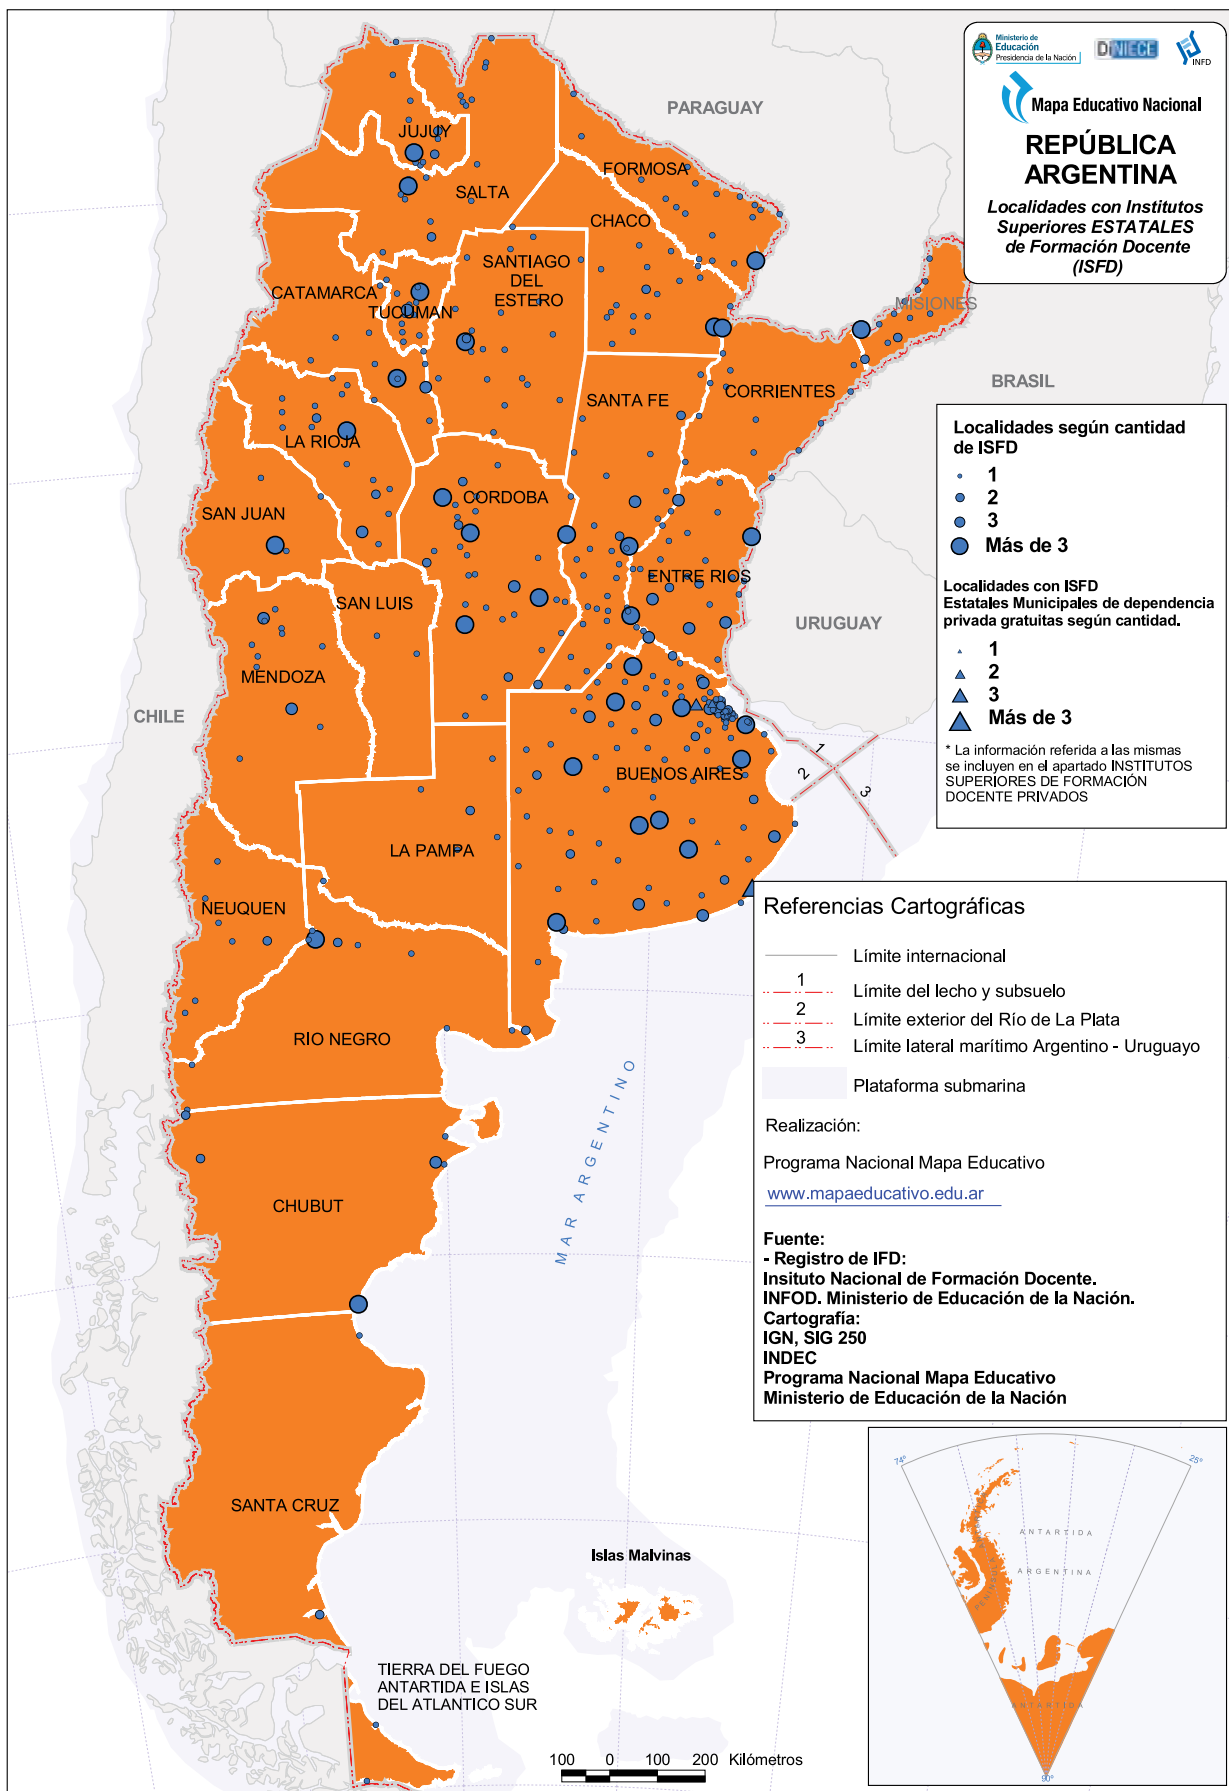 Ministerio de
Educación
Presidencia de la Nación
DiNIECE
INFD
Mapa Educativo Nacional
REPÚBLICA
ARGENTINA
Localidades con Institutos
Superiores ESTATALES
de Formación Docente
(ISFD)
PARAGUAY
JUJUY
FORMOSA
SALTA
CHACO
SANTIAGO
DEL
ESTERO
CATAMARCA
TUCUMAN
MISIONES
BRASIL
CORRIENTES
SANTA FE
LA RIOJA
Localidades según cantidad
de ISFD
1
2
3
Más de 3
Localidades con ISFD
Estatales Municipales de dependencia
privada gratuitas según cantidad.
1
2
3
Más de 3
* La información referida a las mismas
se incluyen en el apartado INSTITUTOS
SUPERIORES DE FORMACIÓN
DOCENTE PRIVADOS
CORDOBA
SAN JUAN
ENTRE RIOS
SAN LUIS
URUGUAY
MENDOZA
CHILE
BUENOS AIRES
1
2
3
LA PAMPA
NEUQUEN
RIO NEGRO
MAR ARGENTINO
CHUBUT
SANTA CRUZ
Referencias Cartográficas
Límite internacional
1
Límite del lecho y subsuelo
2
Límite exterior del Río de La Plata
3
Límite lateral marítimo Argentino - Uruguayo
Plataforma submarina
Realización:
Programa Nacional Mapa Educativo
www.mapaeducativo.edu.ar
Fuente:
- Registro de IFD:
Insituto Nacional de Formación Docente.
INFOD. Ministerio de Educación de la Nación.
Cartografía:
IGN, SIG 250
INDEC
Programa Nacional Mapa Educativo
Ministerio de Educación de la Nación
Islas Malvinas
TIERRA DEL FUEGO
ANTARTIDA E ISLAS
DEL ATLANTICO SUR
100 0 100 200 Kilómetros
74º
25º
ANTARTIDA
ARGENTINA
PENINSULA
ANTARTIDA
90º